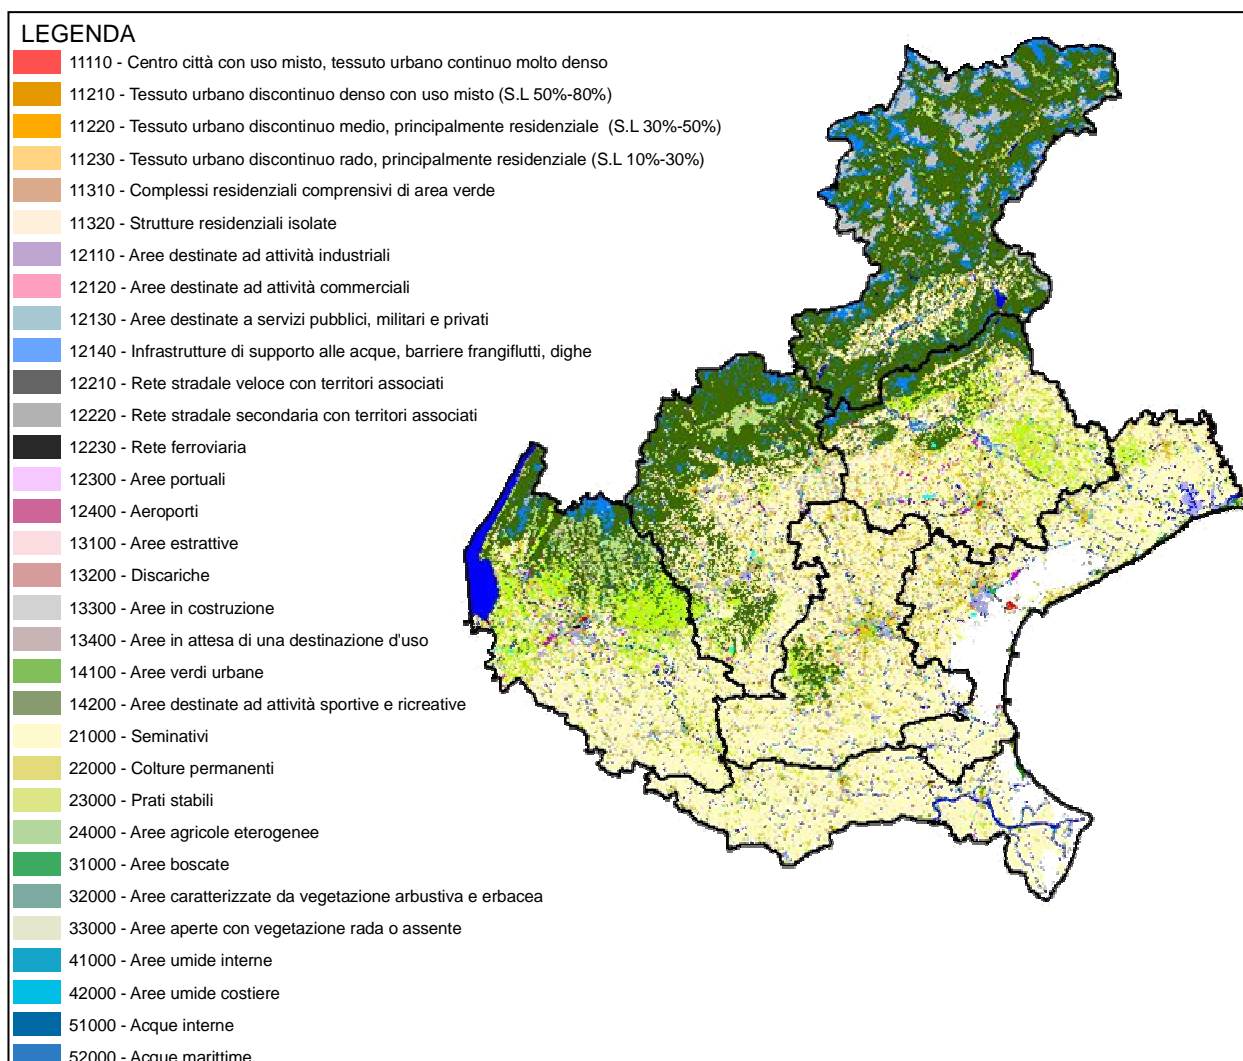 LEGENDA
11110 - Centro città con uso misto, tessuto urbano continuo molto denso
11210 - Tessuto urbano discontinuo denso con uso misto (S.L 50%-80%)
11220 - Tessuto urbano discontinuo medio, principalmente residenziale (S.L 30%-50%)
11230 - Tessuto urbano discontinuo rado, principalmente residenziale (S.L 10%-30%)
11310 - Complessi residenziali comprensivi di area verde
11320 - Strutture residenziali isolate
12110 - Aree destinate ad attività industriali
12120 - Aree destinate ad attività commerciali
12130 - Aree destinate a servizi pubblici, militari e privati
12140 - Infrastrutture di supporto alle acque, barriere frangiflutti, dighe
12210 - Rete stradale veloce con territori associati
12220 - Rete stradale secondaria con territori associati
12230 - Rete ferroviaria
12300 - Aree portuali
12400 - Aeroporti
13100 - Aree estrattive
13200 - Discariche
13300 - Aree in costruzione
13400 - Aree in attesa di una destinazione d'uso
14100 - Aree verdi urbane
14200 - Aree destinate ad attività sportive e ricreative
21000 - Seminativi
22000 - Colture permanenti
23000 - Prati stabili
24000 - Aree agricole eterogenee
31000 - Aree boscate
32000 - Aree caratterizzate da vegetazione arbustiva e erbacea
33000 - Aree aperte con vegetazione rada o assente
41000 - Aree umide interne
42000 - Aree umide costiere
51000 - Acque interne
52000 - Acque marittime